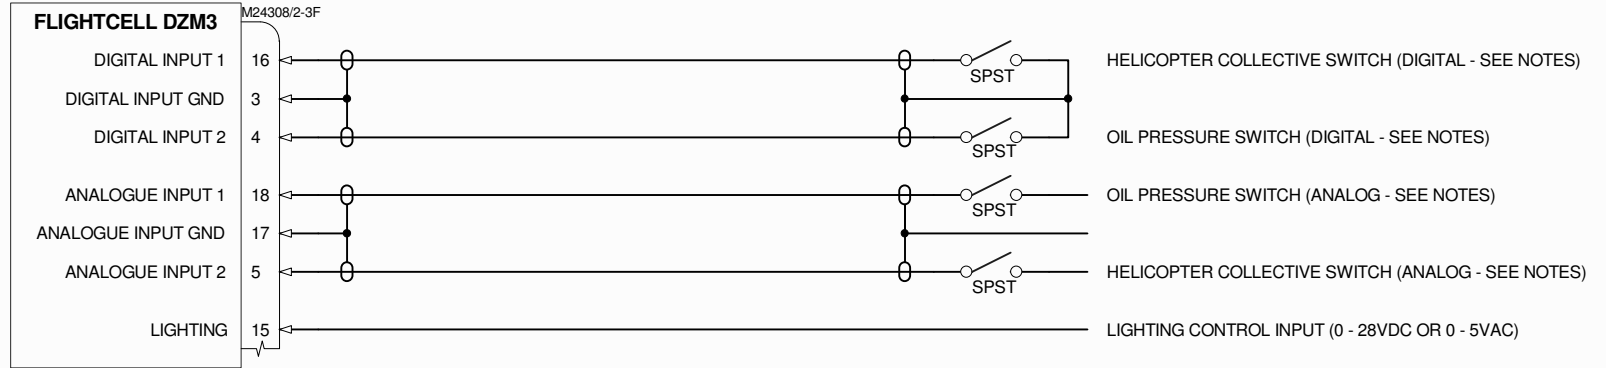 M24308/2-3F
FLIGHTCELL DZM3
DIGITAL INPUT 1 16 SPST HELICOPTER COLLECTIVE SWITCH (DIGITAL - SEE NOTES)
DIGITAL INPUT GND 3
DIGITAL INPUT 2 4 SPST OIL PRESSURE SWITCH (DIGITAL - SEE NOTES)
ANALOGUE INPUT 1 18 SPST OIL PRESSURE SWITCH (ANALOG - SEE NOTES)
ANALOGUE INPUT GND 17
ANALOGUE INPUT 2 5 SPST HELICOPTER COLLECTIVE SWITCH (ANALOG - SEE NOTES)
LIGHTING 15 LIGHTING CONTROL INPUT (0 - 28VDC OR 0 - 5VAC)